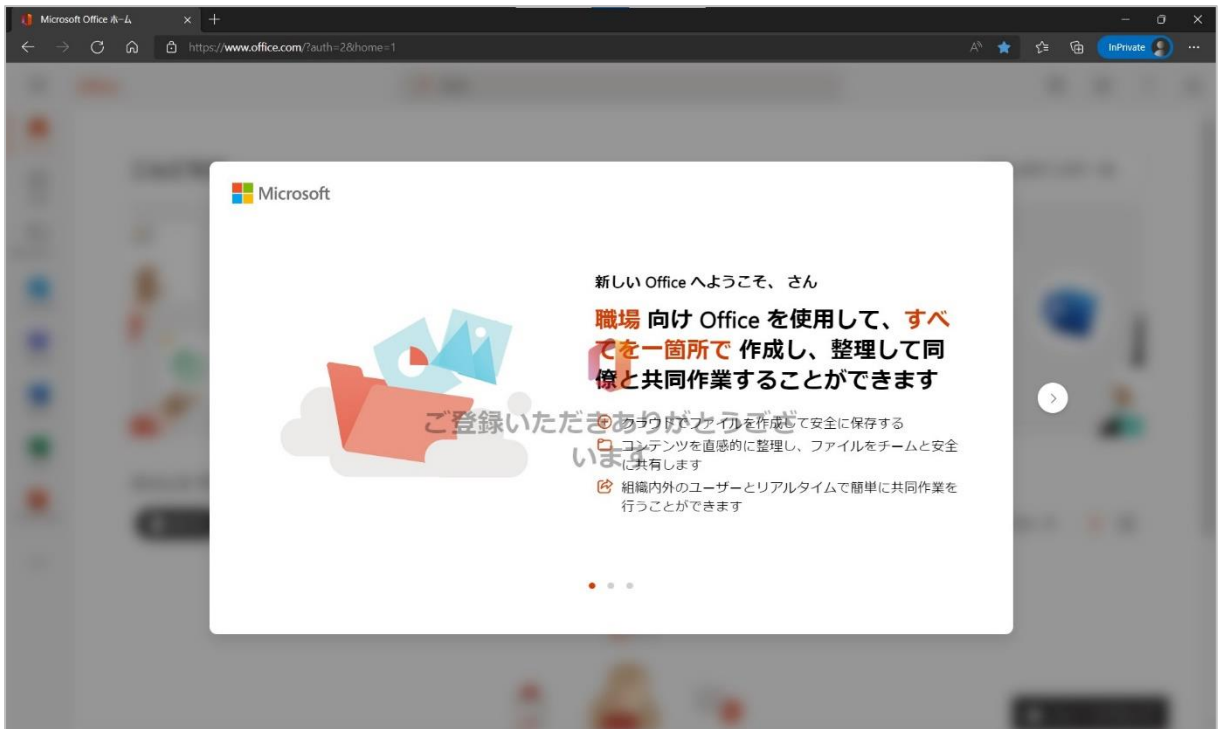 Microsoft Office ホーム
https://www.office.com/?auth=2&home=1
InPrivate
Microsoft
新しい Office へようこそ、 さん
職場 向け Office を使用して、すべ
てを一箇所で 作成し、整理して同
僚と共同作業することができます
ご登録いただきありがとうござ
います
クラウドでファイルを作成して安全に保存する
コンテンツを直感的に整理し、ファイルをチームと安全
に共有します
組織内外のユーザーとリアルタイムで簡単に共同作業を
行うことができます